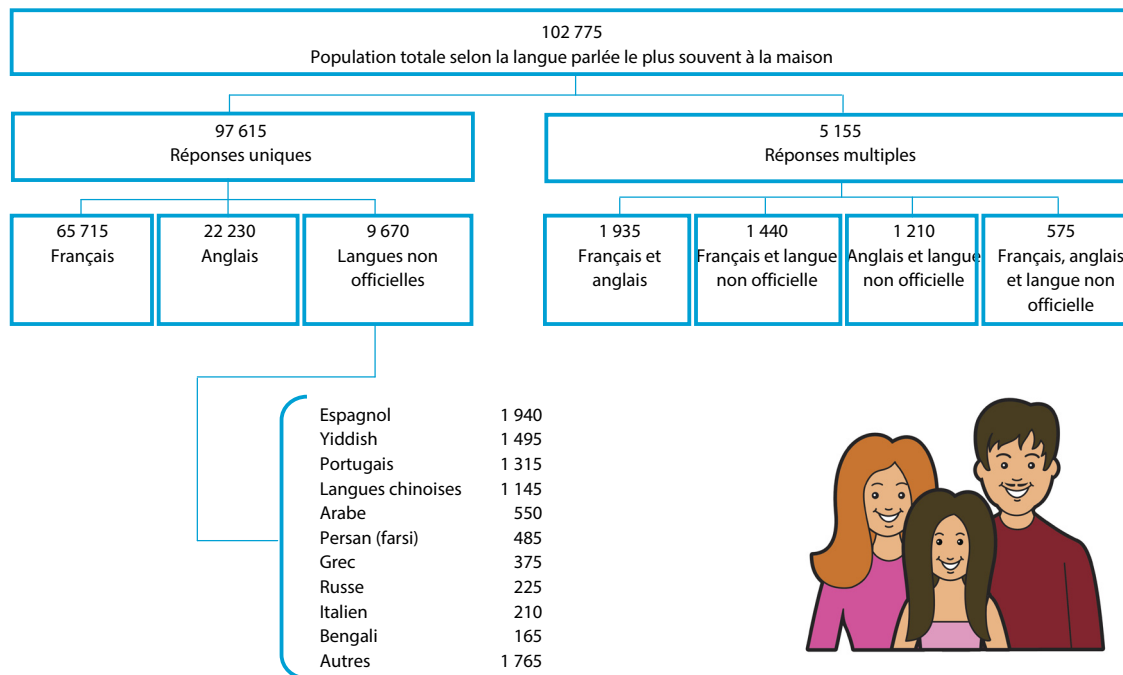 102 775
Population totale selon la langue parlée le plus souvent à la maison
97 615
Réponses uniques
5 155
Réponses multiples
65 715
Français
22 230
Anglais
9 670
Langues non
officielles
1 935
Français et
anglais
1 440
Français et langue
non officielle
1 210
Anglais et langue
non officielle
575
Français, anglais
et langue non
officielle
Espagnol 1 940
Yiddish 1 495
Portugais 1 315
Langues chinoises 1 145
Arabe 550
Persan (farsi) 485
Grec 375
Russe 225
Italien 210
Bengali 165
Autres 1 765